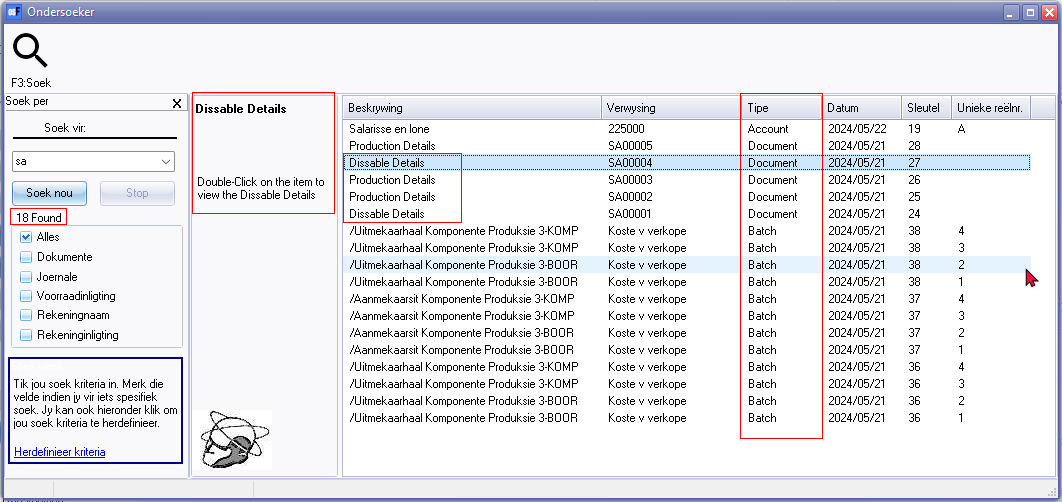 Ondersoeker
F3:Soek
Soek per
Soek vir:
sa
Soek nou Stop
18 Found
Alles
Dokumente
Joernale
Voorraadinligting
Rekeningnaam
Rekeninginligting
Tik jou soek kriteria in. Merk die
velde indien jy vir iets spesifiek
soek. Jy kan ook hieronder klik om
jou soek kriteria te herdefinieer.
Herdefinieer kriteria
Dissable Details
Double-Click on the item to
view the Dissable Details
Beskrywing Verwysing Tipe Datum Sleutel Unieke reëlnr.
Salarisse en lone 225000 Account 2024/05/22 19 A
Production Details SA00005 Document 2024/05/21 28
Dissable Details SA00004 Document 2024/05/21 27
Production Details SA00003 Document 2024/05/21 26
Production Details SA00002 Document 2024/05/21 25
Dissable Details SA00001 Document 2024/05/21 24
/Uitmekaarhaal Komponente Produksie 3-KOMP Koste v verkope Batch 2024/05/21 38 4
/Uitmekaarhaal Komponente Produksie 3-KOMP Koste v verkope Batch 2024/05/21 38 3
/Uitmekaarhaal Komponente Produksie 3-BOOR Koste v verkope Batch 2024/05/21 38 2
/Uitmekaarhaal Komponente Produksie 3-BOOR Koste v verkope Batch 2024/05/21 38 1
/Aanmekaarsit Komponente Produksie 3-KOMP Koste v verkope Batch 2024/05/21 37 4
/Aanmekaarsit Komponente Produksie 3-KOMP Koste v verkope Batch 2024/05/21 37 3
/Aanmekaarsit Komponente Produksie 3-BOOR Koste v verkope Batch 2024/05/21 37 2
/Aanmekaarsit Komponente Produksie 3-BOOR Koste v verkope Batch 2024/05/21 37 1
/Uitmekaarhaal Komponente Produksie 3-KOMP Koste v verkope Batch 2024/05/21 36 4
/Uitmekaarhaal Komponente Produksie 3-KOMP Koste v verkope Batch 2024/05/21 36 3
/Uitmekaarhaal Komponente Produksie 3-BOOR Koste v verkope Batch 2024/05/21 36 2
/Uitmekaarhaal Komponente Produksie 3-BOOR Koste v verkope Batch 2024/05/21 36 1